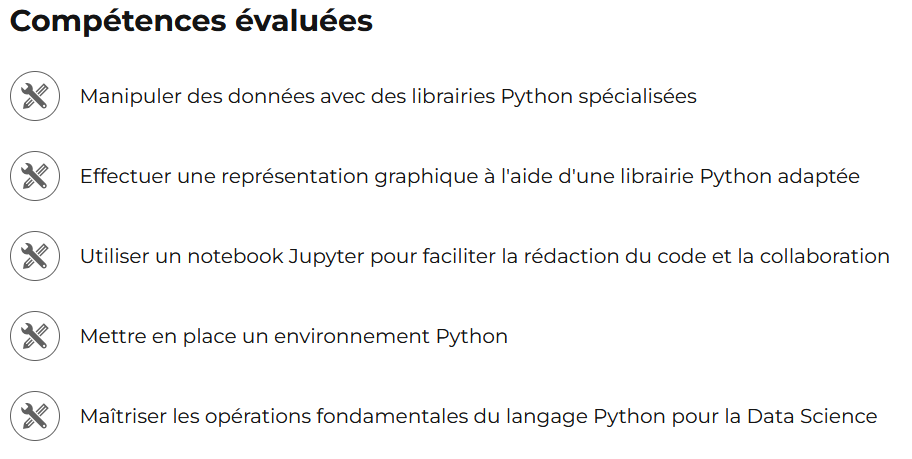 Compétences évaluées
Manipuler des données avec des librairies Python spécialisées
Effectuer une représentation graphique à l'aide d'une librairie Python adaptée
Utiliser un notebook Jupyter pour faciliter la rédaction du code et la collaboration
Mettre en place un environnement Python
Maîtriser les opérations fondamentales du langage Python pour la Data Science